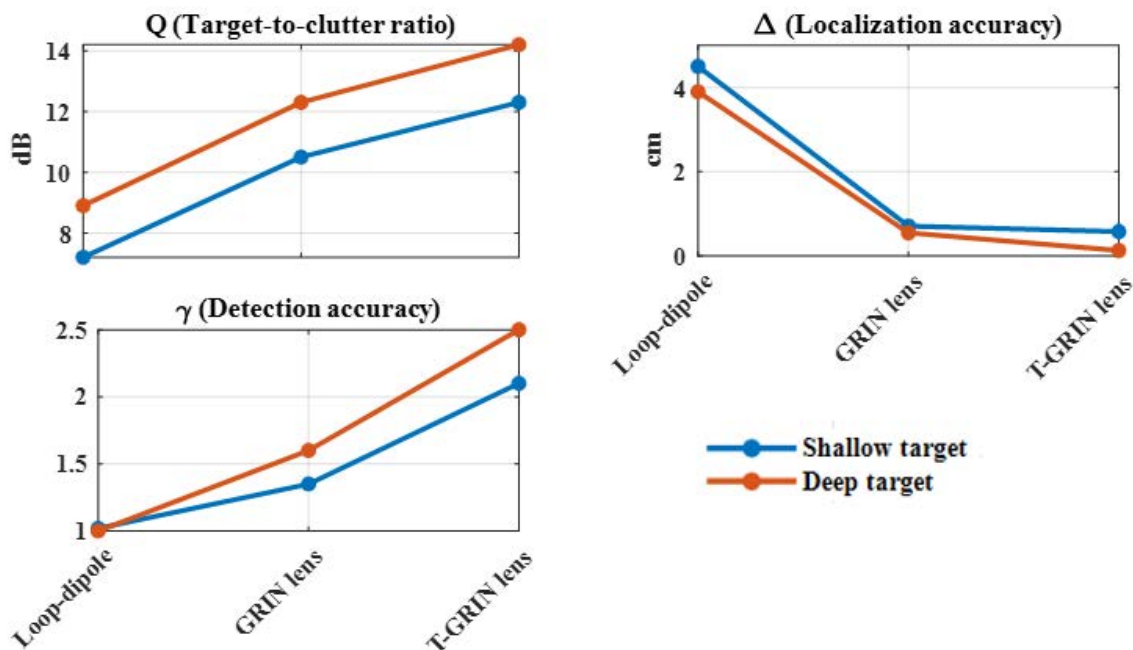 Q (Target-to-clutter ratio)
14
12
10
8
dB
Δ (Localization accuracy)
4
2
0
cm
Loop-dipole
GRIN lens
T-GRIN lens
γ (Detection accuracy)
2.5
2
1.5
1
Loop-dipole
GRIN lens
T-GRIN lens
Shallow target
Deep target